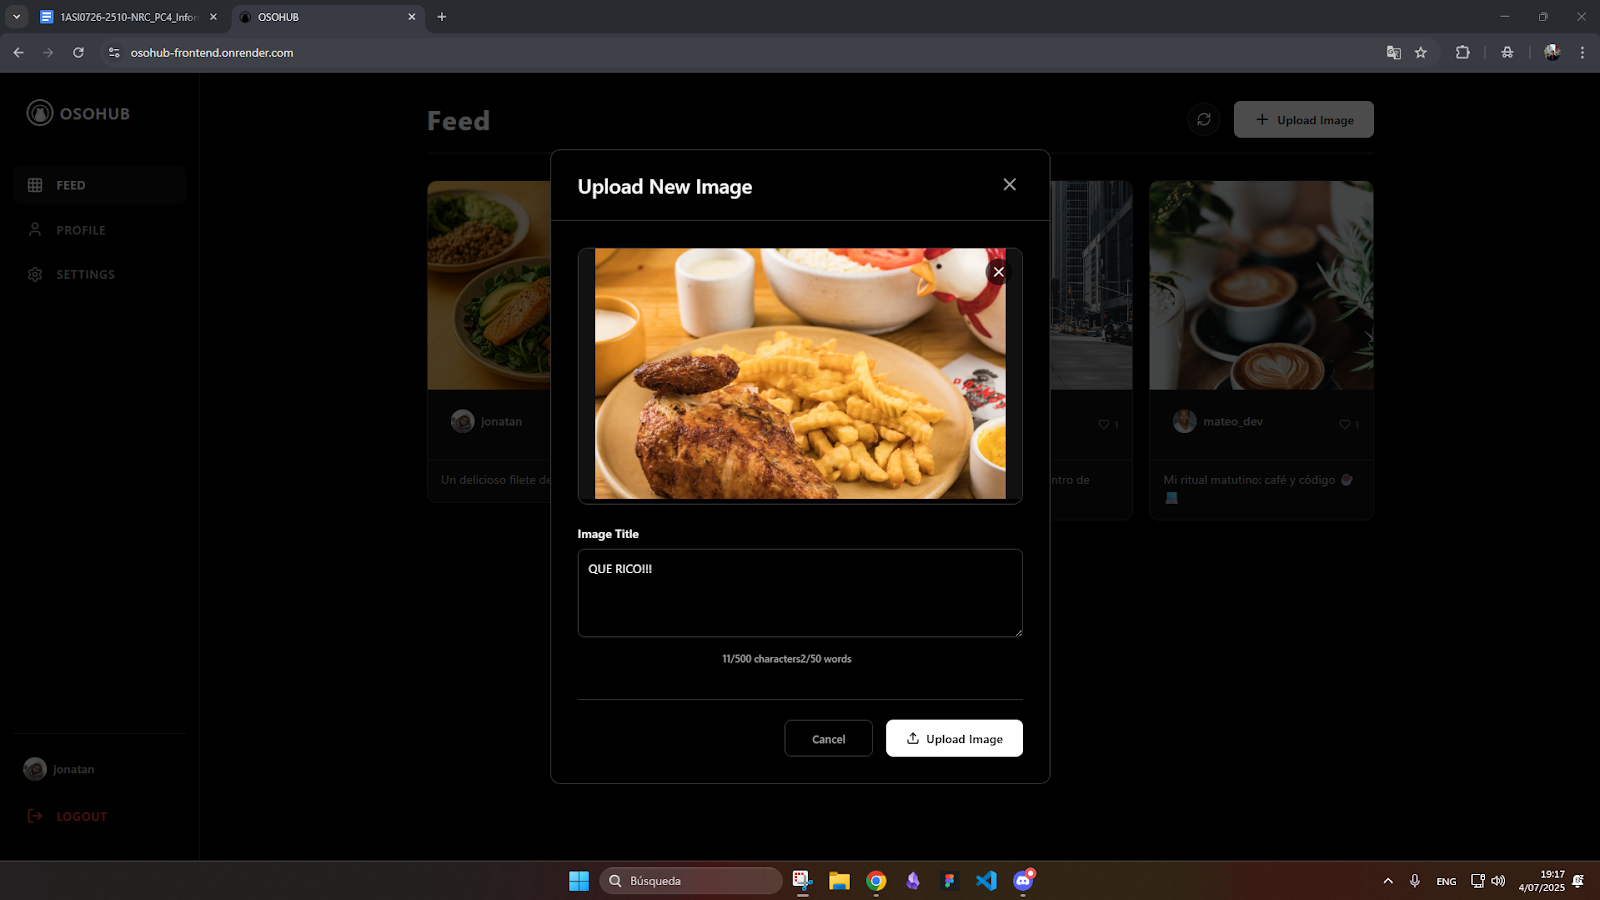 1ASI0726-2510-NRC_PC4_Infor
OSOHUB
osohub-frontend.onrender.com
OSOHUB
FEED
PROFILE
SETTINGS
jonatan
LOGOUT
Feed
Upload Image
jonatan
Un delicioso filete de
1
ntro de
mateo_dev
1
Mi ritual matutino: café y código
Upload New Image
Image Title
QUE RICO!!!
11/500 characters2/50 words
Cancel
Upload Image
Búsqueda
ENG
19:17
4/07/2025